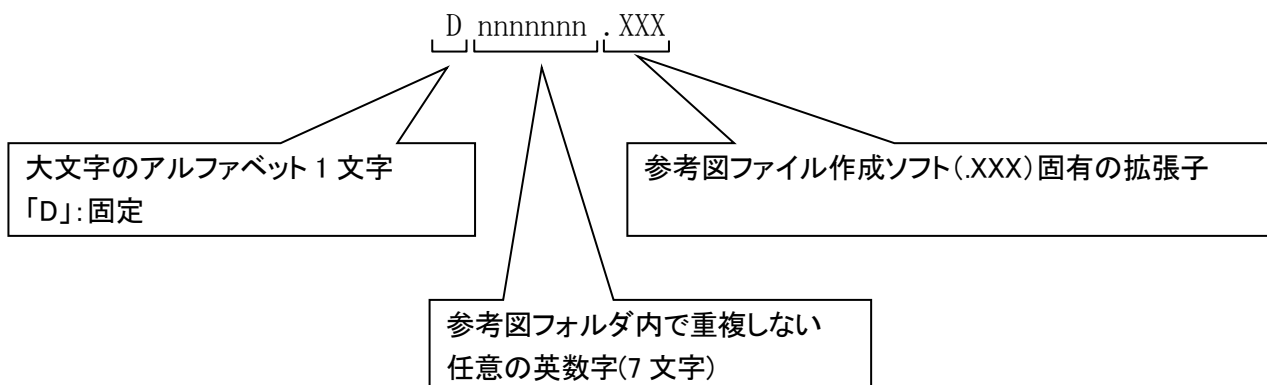 D nnnnnnn .XXX
大文字のアルファベット 1 文字
「D」:固定
参考図ファイル作成ソフト(.XXX)固有の拡張子
参考図フォルダ内で重複しない
任意の英数字(7 文字)